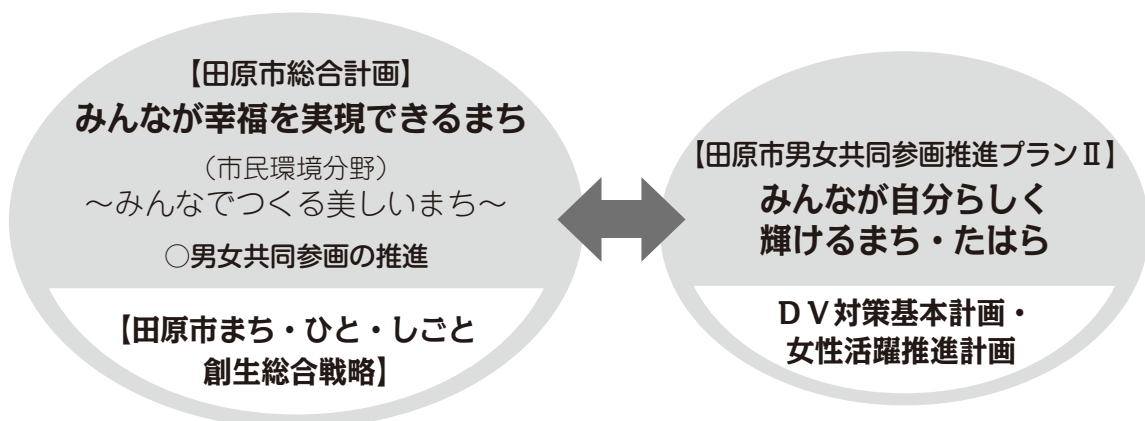 【田原市総合計画】
みんなが幸福を実現できるまち
（市民環境分野）
～みんなでつくる美しいまち～
○男女共同参画の推進
【田原市まち・ひと・しごと
創生総合戦略】
【田原市男女共同参画推進プランⅡ】
みんなが自分らしく
輝けるまち・たはら
ＤＶ対策基本計画・
女性活躍推進計画